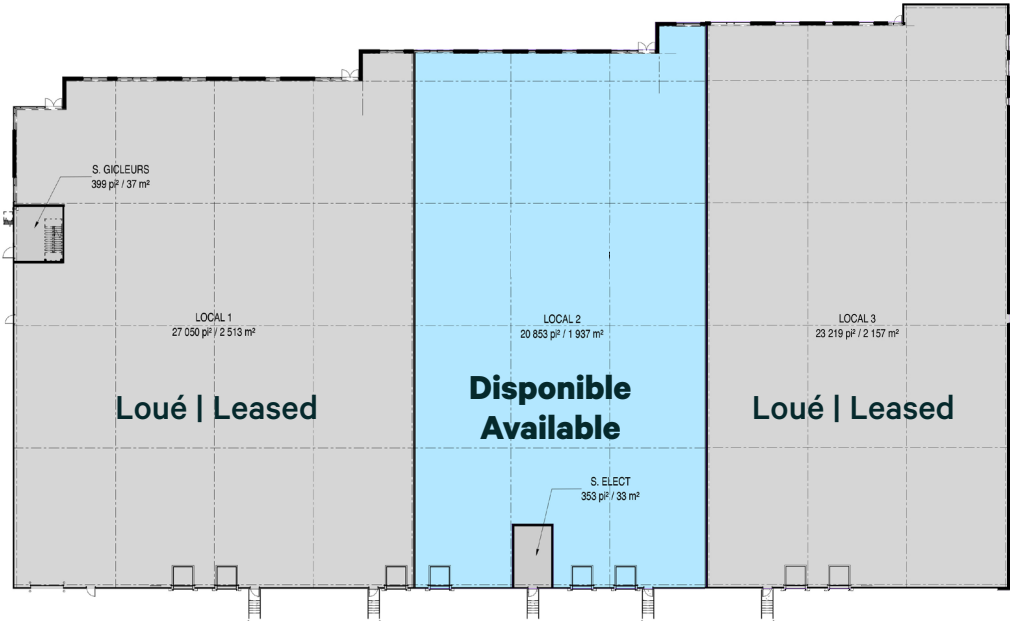 S. GICLEURS
399 pi² / 37 m²
LOCAL 1
27 050 pi² / 2 513 m²
LOCAL 2
20 853 pi² / 1 937 m²
LOCAL 3
23 219 pi² / 2 157 m²
Loué | Leased
Disponible
Available
Loué | Leased
S. ELECT
353 pi² / 33 m²